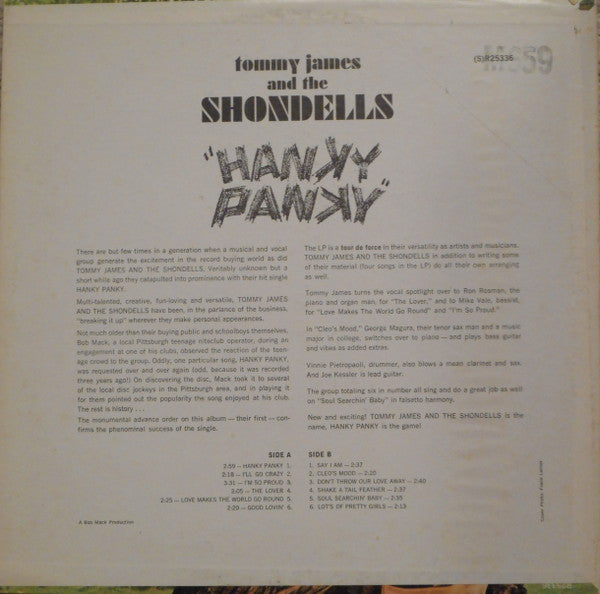 (S)R25336
tommy james
and the
SHONDELLS
"HANKY
PANKY"
There are but few times in a generation when a musical and vocal
group generate the excitement in the record buying world as did
TOMMY JAMES AND THE SHONDELLS. Veritably unknown but a
short while ago they catapulted into prominence with their hit single
HANKY PANKY.
Multi-talented, creative, fun-loving and versatile, TOMMY JAMES
AND THE SHONDELLS have been, in the parlance of the business,
"breaking it up" wherever they make personal appearances.
Not much older than their buying public and schoolboys themselves,
Bob Mack, a local Pittsburgh teenage niteclub operator, during an
engagement at one of his clubs, observed the reaction of the teen-
age crowd to the group. Oddly, one particular song, HANKY PANKY,
was requested over and over again (odd, because it was recorded
three years ago!) On discovering the disc, Mack took it to several
of the local disc jockeys in the Pittsburgh area, and in playing it
for them pointed out the popularity the song enjoyed at his club.
The rest is history . . .
The monumental advance order on this album — their first — con-
firms the phenominal success of the single.
The LP is a tour de force in their versatility as artists and musicians.
TOMMY JAMES AND THE SHONDELLS in addition to writing some
of their material (four songs in the LP) do all their own arranging
as well.
Tommy James turns the vocal spotlight over to Ron Rosman, the
piano and organ man, for "The Lover," and to Mike Vale, bassist,
for "Love Makes The World Go Round" and "I'm So Proud."
In "Cleo's Mood," George Magura, their tenor sax man and a music
major in college, switches over to piano — and plays bass guitar
and vibes as added extras.
Vinnie Pietropaoli, drummer, also blows a mean clarinet and sax.
And Joe Kessler is lead guitar.
The group totaling six in number all sing and do a great job as well
on "Soul Searchin' Baby" in falsetto harmony.
New and exciting! TOMMY JAMES AND THE SHONDELLS is the
name, HANKY PANKY is the game!
SIDE A
2:59 — HANKY PANKY 1.
2:18 — I'LL GO CRAZY 2.
3:31 — I'M SO PROUD 3.
3:05 — THE LOVER 4.
2:25 — LOVE MAKES THE WORLD GO ROUND 5.
2:20 — GOOD LOVIN' 6.
SIDE B
1. SAY I AM — 2:37
2. CLEO'S MOOD — 2:20
3. DON'T THROW OUR LOVE AWAY — 2:40
4. SHAKE A TAIL FEATHER — 2:37
5. SOUL SEARCHIN' BABY — 2:35
6. LOT'S OF PRETTY GIRLS — 2:13
A Bob Mack Production
Cover Photo: Frank Lerner